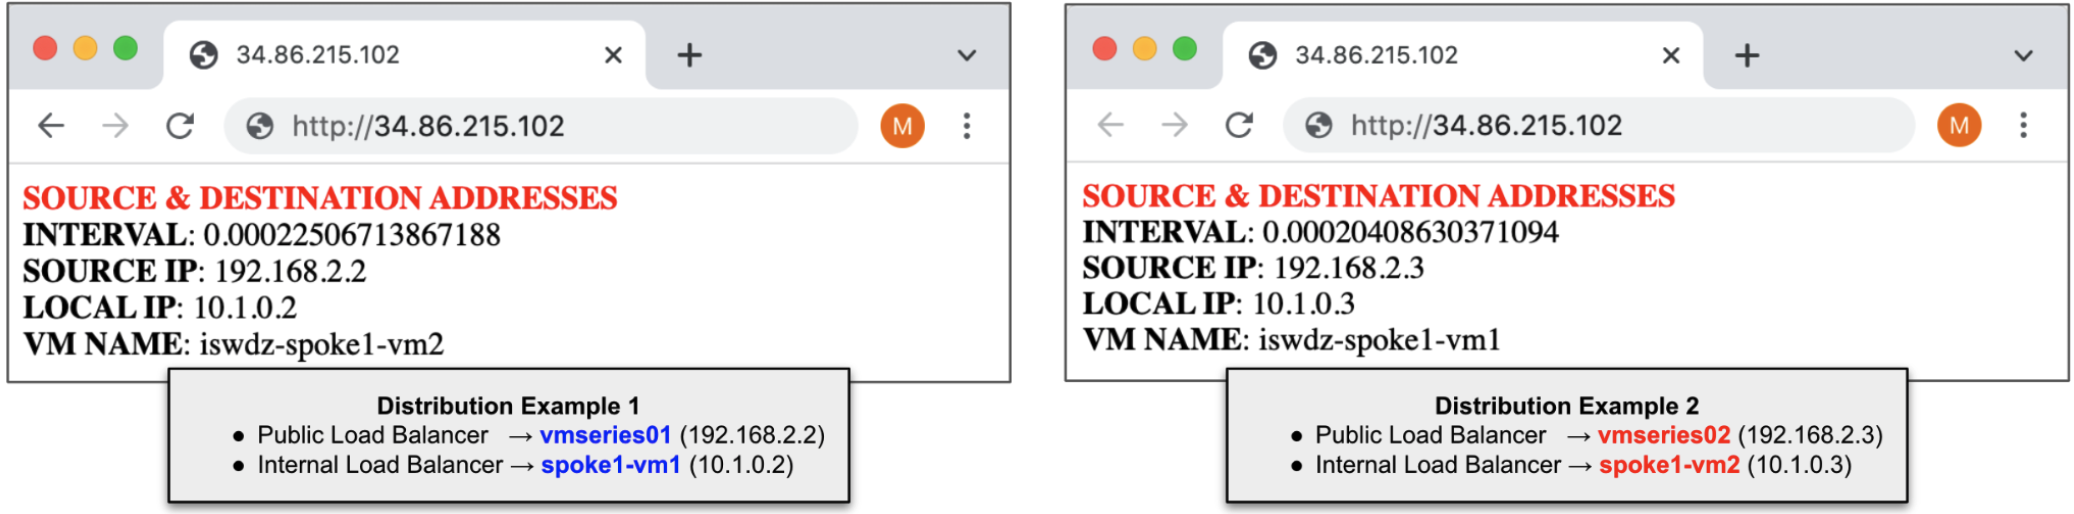 34.86.215.102
http://34.86.215.102
M
SOURCE & DESTINATION ADDRESSES
INTERVAL: 0.00022506713867188
SOURCE IP: 192.168.2.2
LOCAL IP: 10.1.0.2
VM NAME: iswdz-spoke1-vm2
Distribution Example 1
● Public Load Balancer → vmseries01 (192.168.2.2)
● Internal Load Balancer → spoke1-vm1 (10.1.0.2)
34.86.215.102
http://34.86.215.102
M
SOURCE & DESTINATION ADDRESSES
INTERVAL: 0.00020408630371094
SOURCE IP: 192.168.2.3
LOCAL IP: 10.1.0.3
VM NAME: iswdz-spoke1-vm1
Distribution Example 2
● Public Load Balancer → vmseries02 (192.168.2.3)
● Internal Load Balancer → spoke1-vm2 (10.1.0.3)